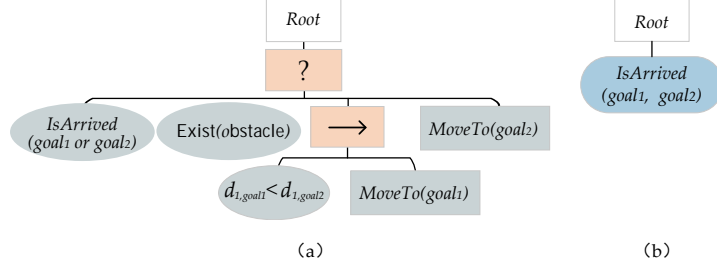 Root
?
IsArrived
(goal₁ or goal₂)
Exist(obstacle)
→
MoveTo(goal₂)
d₁,goal1< d₁,goal2
MoveTo(goal₁)
(a)
Root
IsArrived
(goal₁, goal₂)
(b)